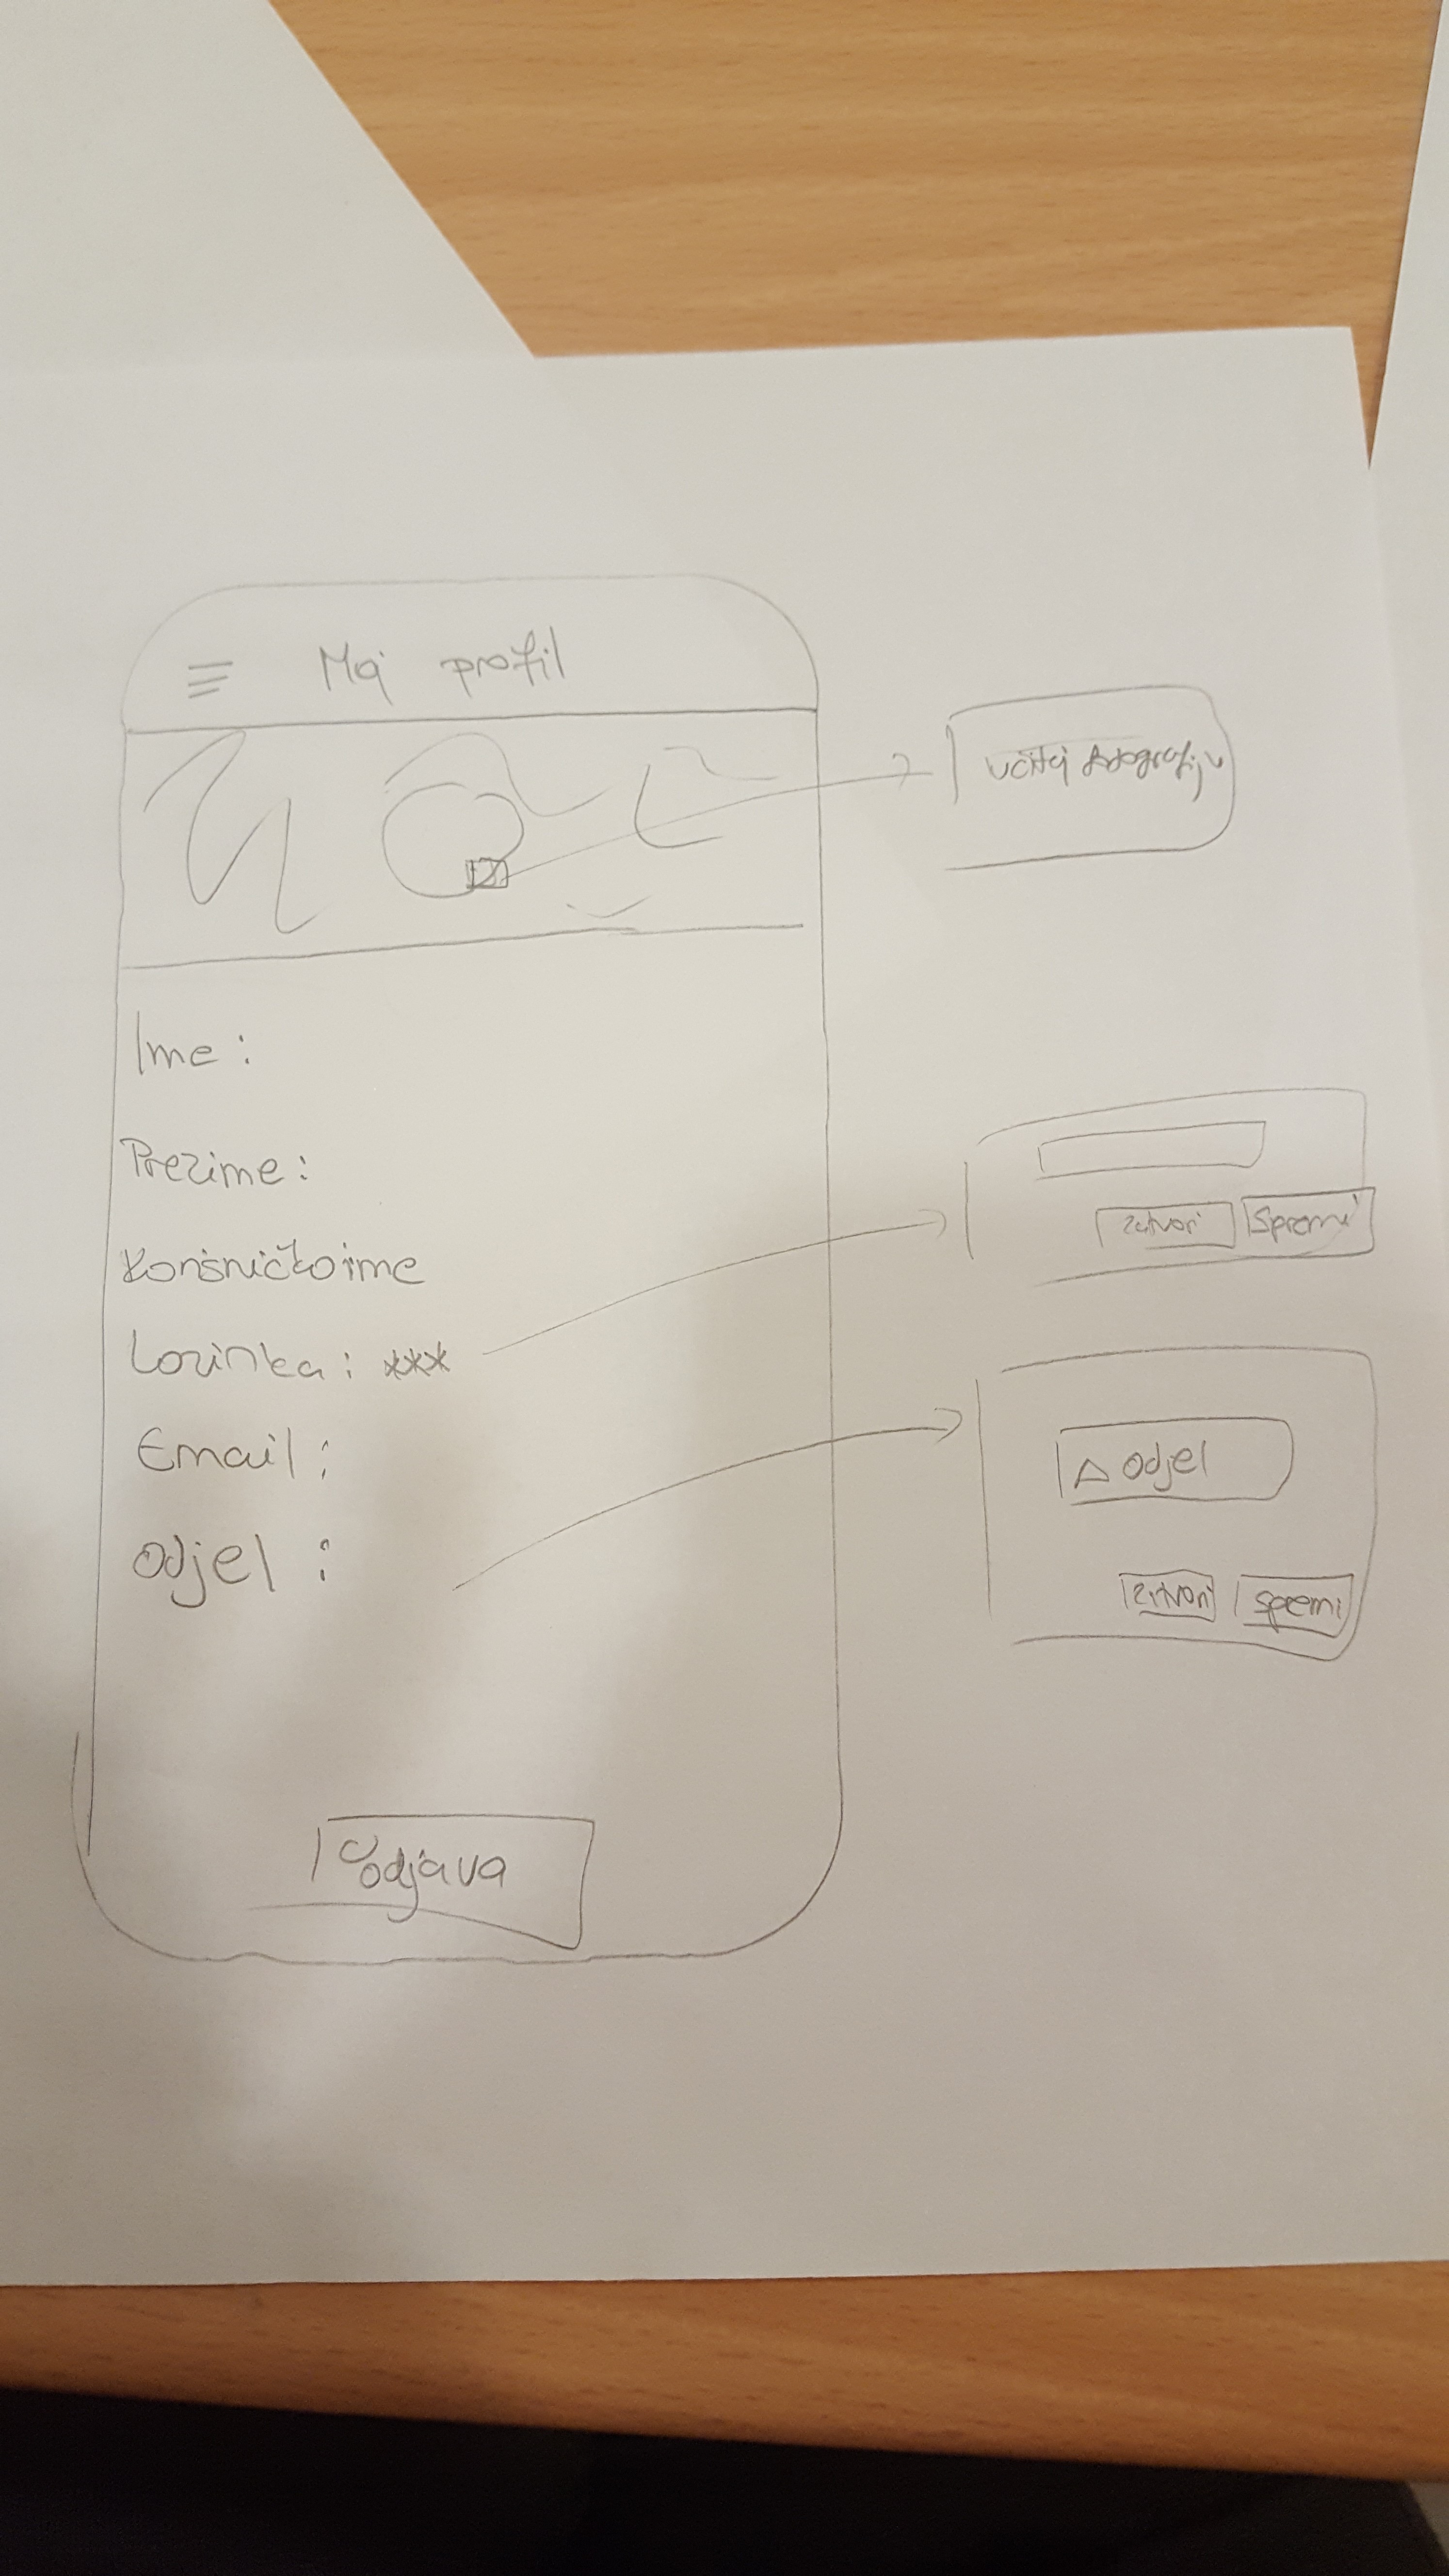 Moj profil
učitaj fotografiju
Ime :
Prezime :
Korisničko ime
Lozinka : ***
Zatvori Spremi
Email :
Odjel :
Odjel
Zatvori Spremi
Odjava